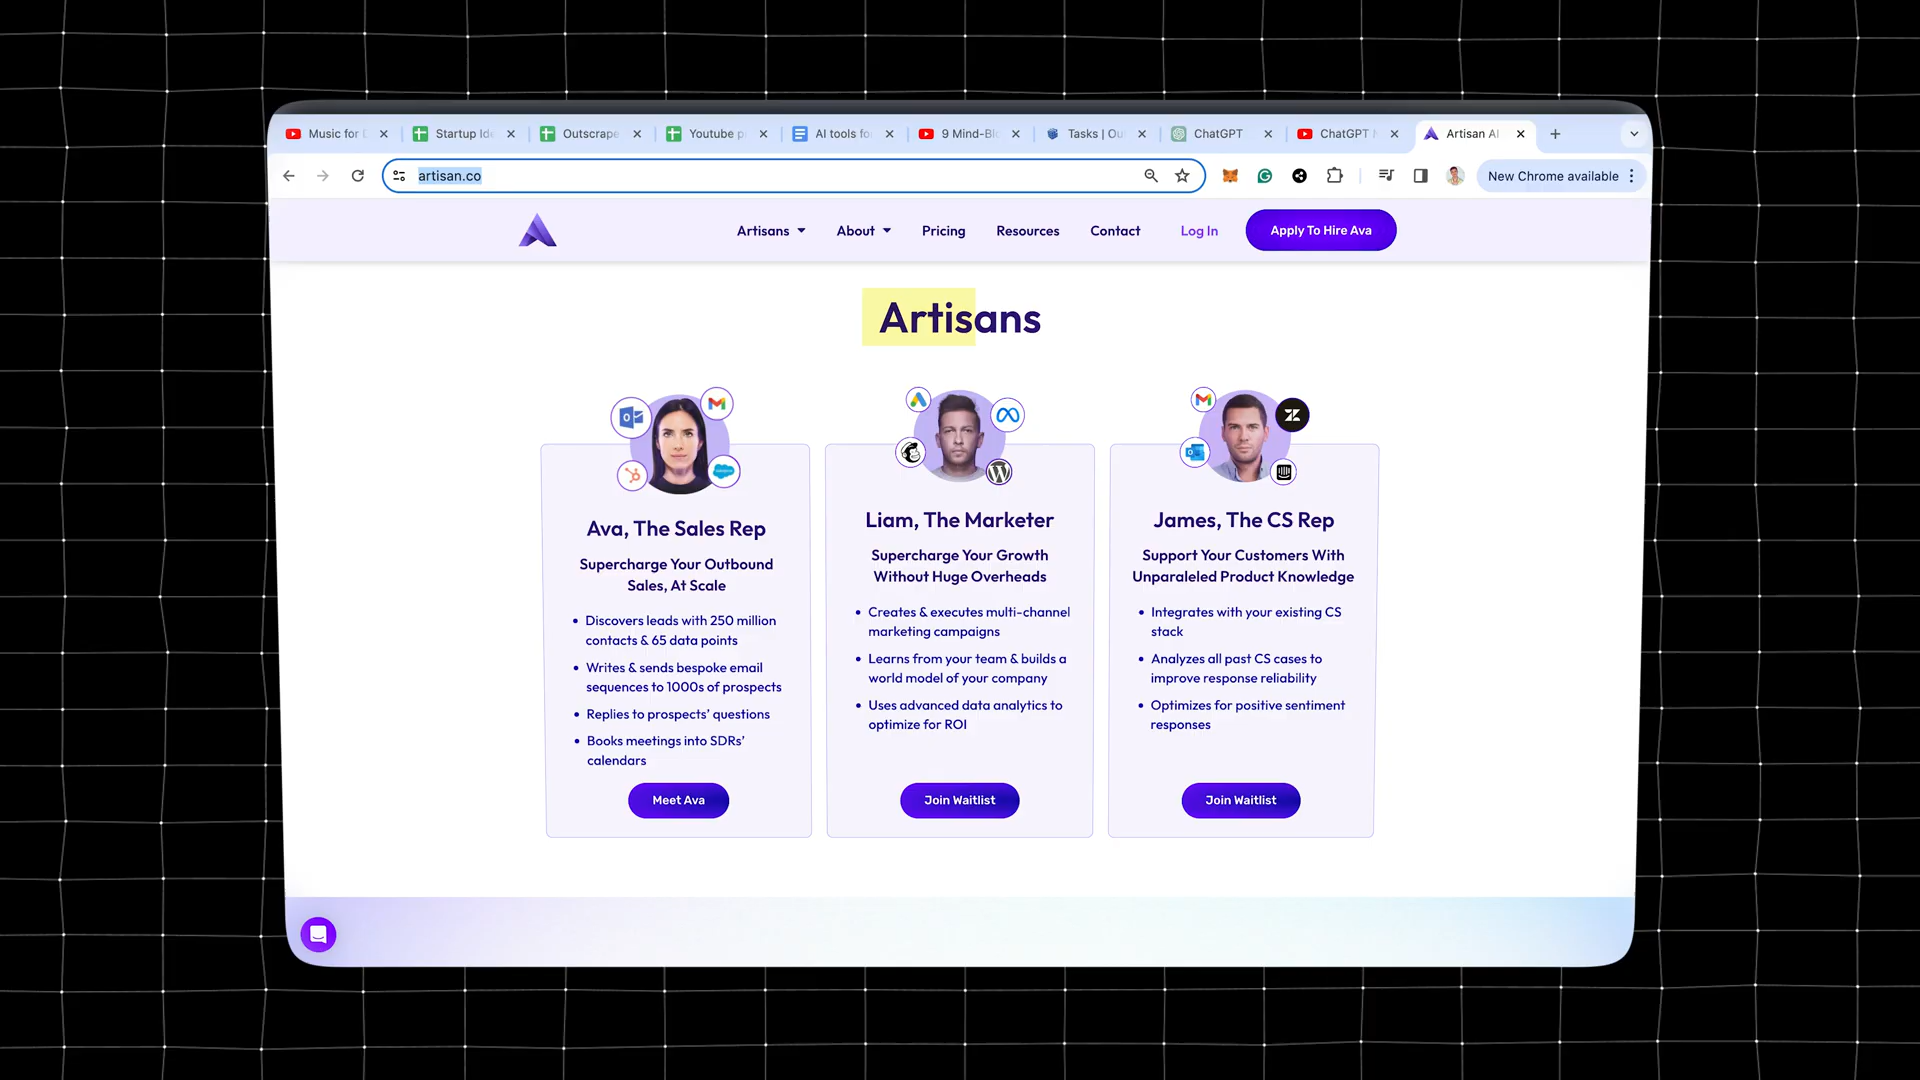 Music for
Startup Ide
Outscrape
Youtube p
AI tools fo
9 Mind-Bl
Tasks | Ou
ChatGPT
ChatGPT
Artisan AI
artisan.co
New Chrome available
Artisans
About
Pricing
Resources
Contact
Log In
Apply To Hire Ava
Artisans
Ava, The Sales Rep
Supercharge Your Outbound
Sales, At Scale
• Discovers leads with 250 million
contacts & 65 data points
• Writes & sends bespoke email
sequences to 1000s of prospects
• Replies to prospects’ questions
• Books meetings into SDRs’
calendars
Meet Ava
Liam, The Marketer
Supercharge Your Growth
Without Huge Overheads
• Creates & executes multi-channel
marketing campaigns
• Learns from your team & builds a
world model of your company
• Uses advanced data analytics to
optimize for ROI
Join Waitlist
James, The CS Rep
Support Your Customers With
Unparaleled Product Knowledge
• Integrates with your existing CS
stack
• Analyzes all past CS cases to
improve response reliability
• Optimizes for positive sentiment
responses
Join Waitlist